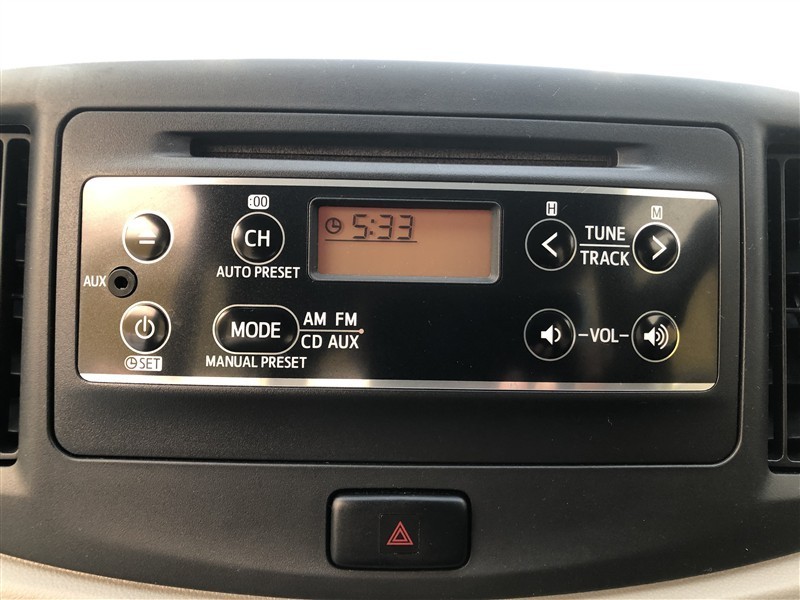 :00
CH
AUTO PRESET
5:33
H
M
TUNE
TRACK
AUX
MODE
AM FM
CD AUX
MANUAL PRESET
SET
-VOL-